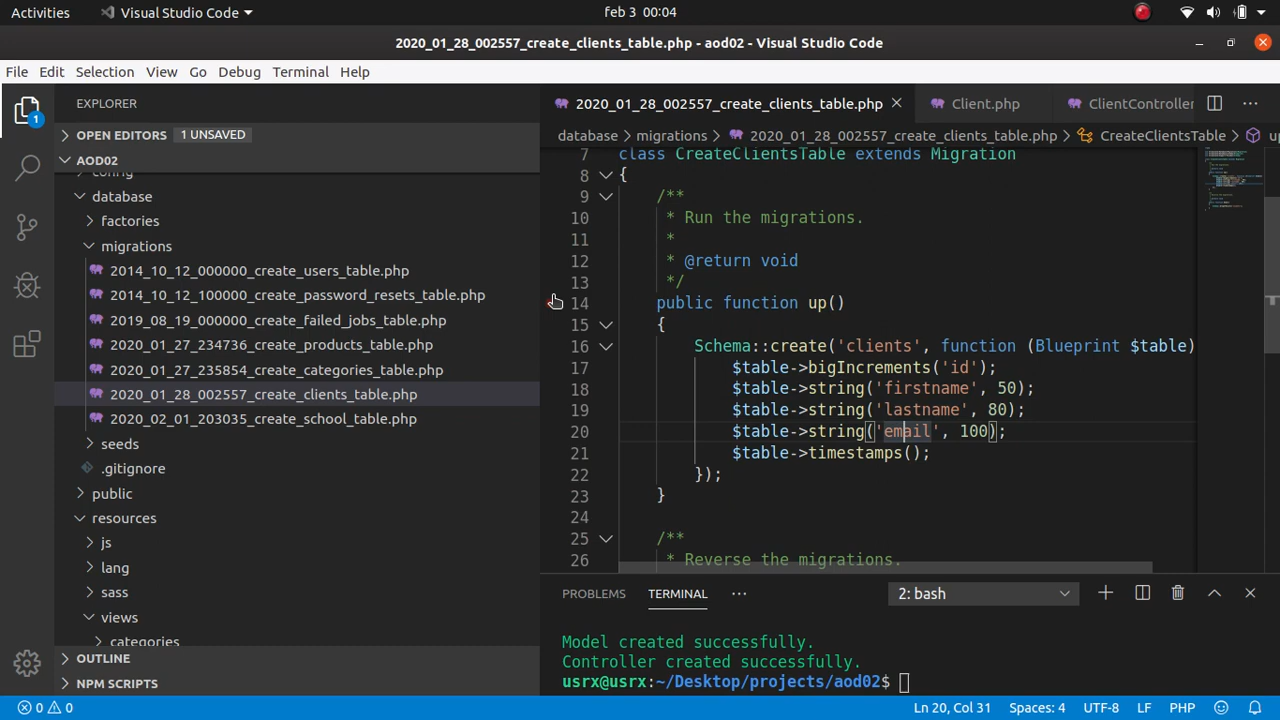 Activities Visual Studio Code feb 3 00:04
2020_01_28_002557_create_clients_table.php - aod02 - Visual Studio Code
File Edit Selection View Go Debug Terminal Help
EXPLORER
1
OPEN EDITORS 1 UNSAVED
AOD02
config
database
factories
migrations
2014_10_12_000000_create_users_table.php
2014_10_12_100000_create_password_resets_table.php
2019_08_19_000000_create_failed_jobs_table.php
2020_01_27_234736_create_products_table.php
2020_01_27_235854_create_categories_table.php
2020_01_28_002557_create_clients_table.php
2020_02_01_203035_create_school_table.php
seeds
.gitignore
public
resources
js
lang
sass
views
categories
OUTLINE
NPM SCRIPTS
2020_01_28_002557_create_clients_table.php Client.php ClientController
database > migrations > 2020_01_28_002557_create_clients_table.php > CreateClientsTable > up
7 class CreateClientsTable extends Migration
8 {
9 /**
10 * Run the migrations.
11 *
12 * @return void
13 */
14 public function up()
15 {
16 Schema::create('clients', function (Blueprint $table)
17 $table->bigIncrements('id');
18 $table->string('firstname', 50);
19 $table->string('lastname', 80);
20 $table->string('email', 100);
21 $table->timestamps();
22 });
23 }
24
25 /**
26 * Reverse the migrations.
PROBLEMS TERMINAL ··· 2: bash
Model created successfully.
Controller created successfully.
usrx@usrx:~/Desktop/projects/aod02$
0 0 Ln 20, Col 31 Spaces: 4 UTF-8 LF PHP